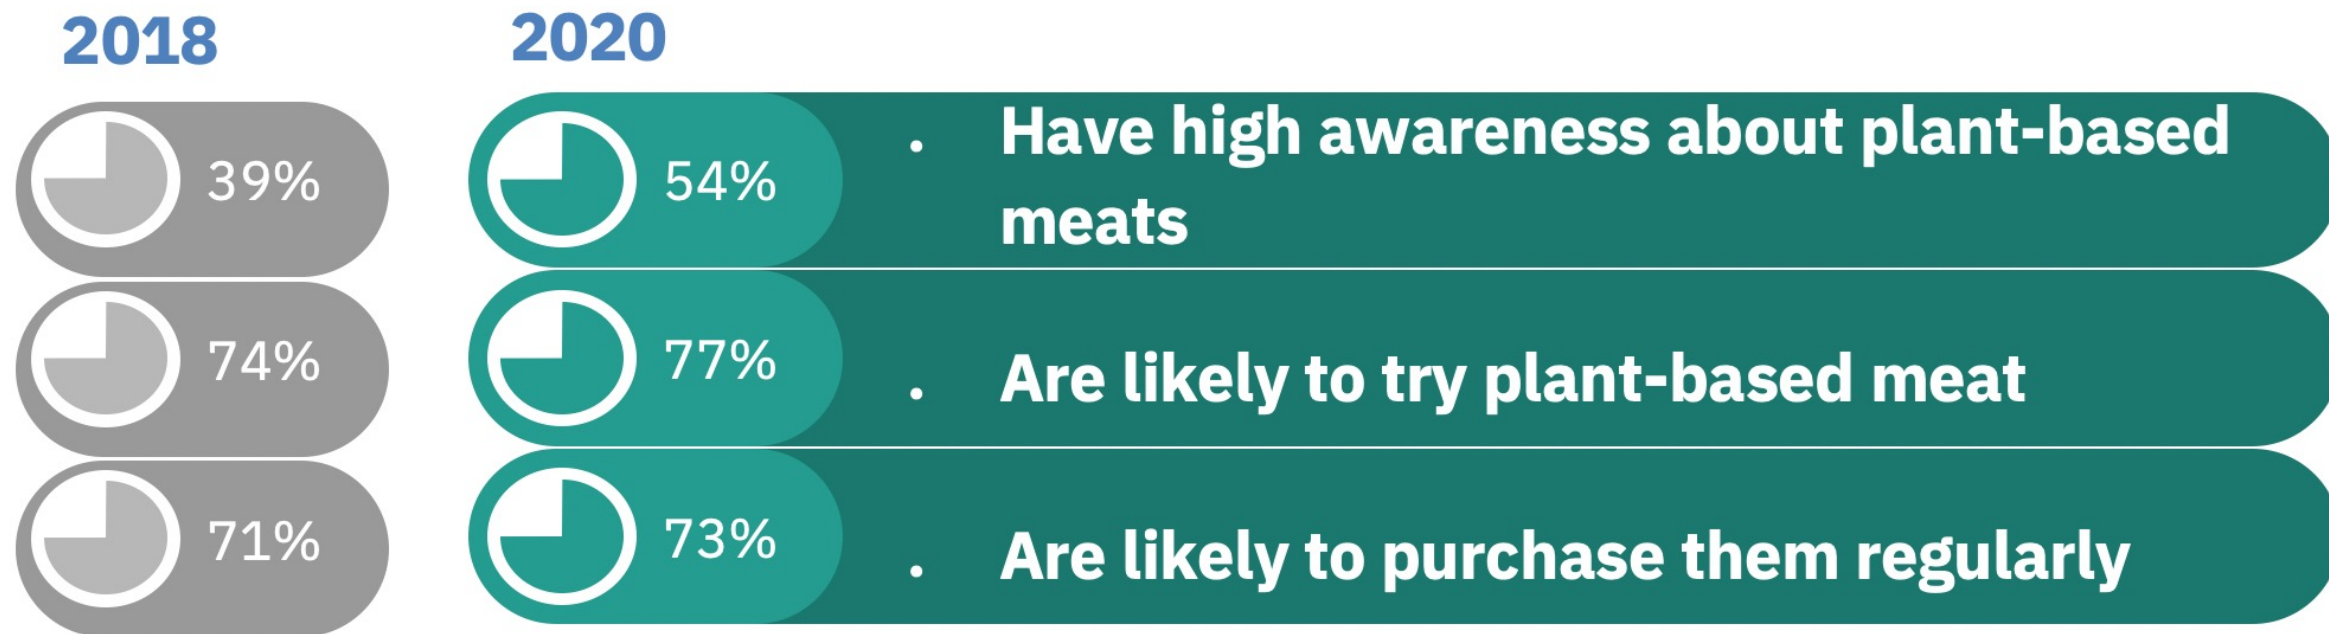 2018 2020
39% 54% . Have high awareness about plant-based
meats
74% 77% . Are likely to try plant-based meat
71% 73% . Are likely to purchase them regularly